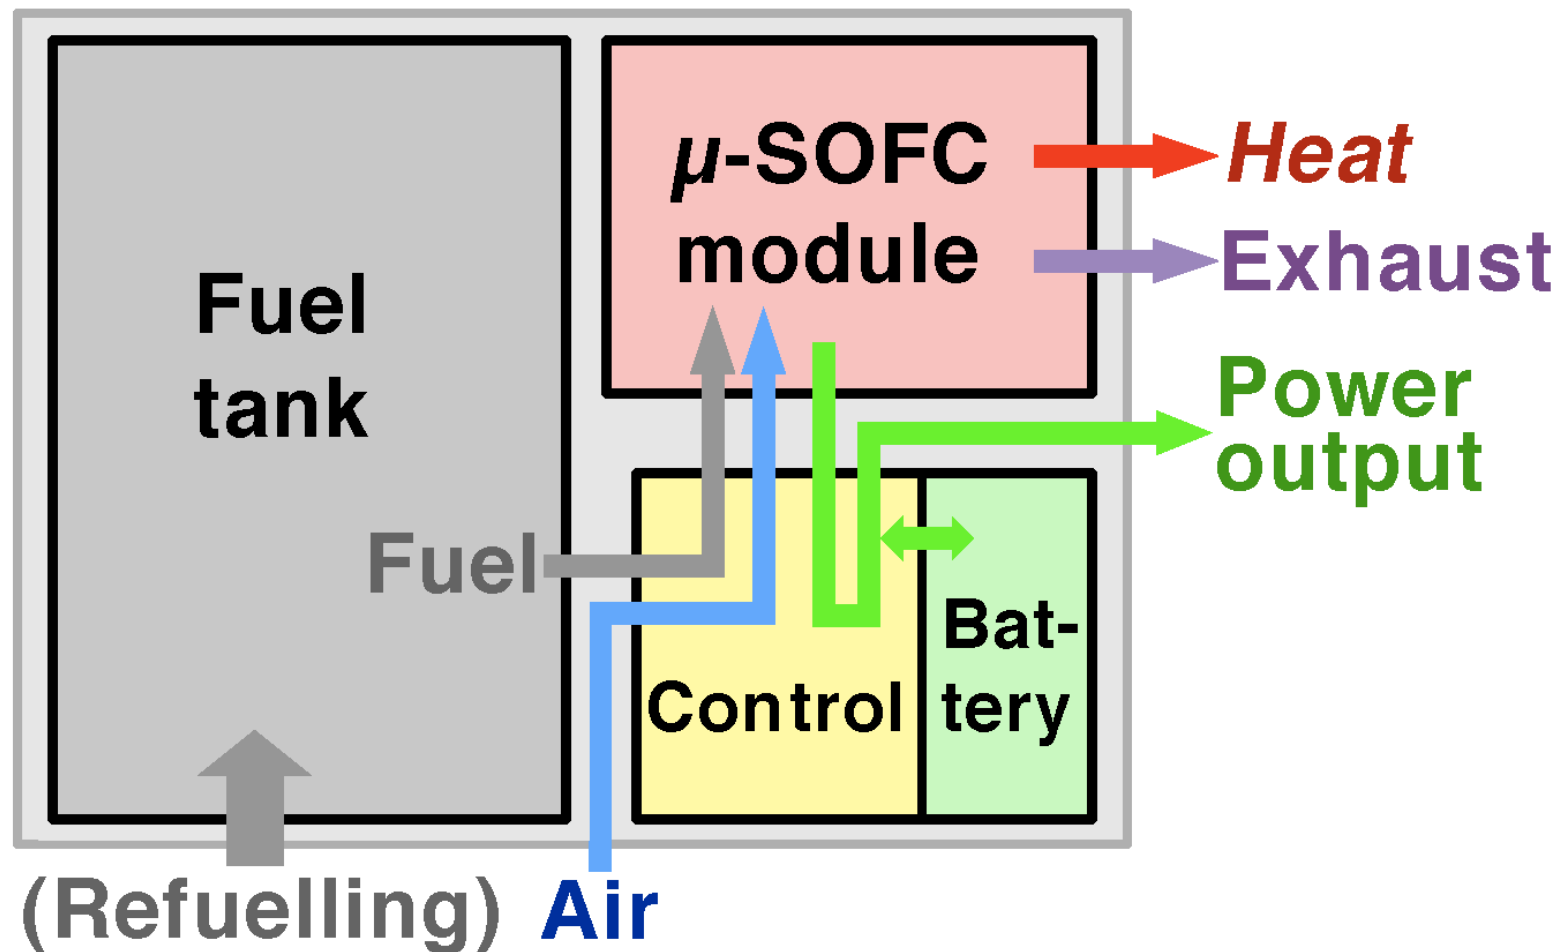 Fuel
tank
µ-SOFC
module
Heat
Exhaust
Power
output
Fuel
Control
Bat-
tery
(Refuelling)
Air